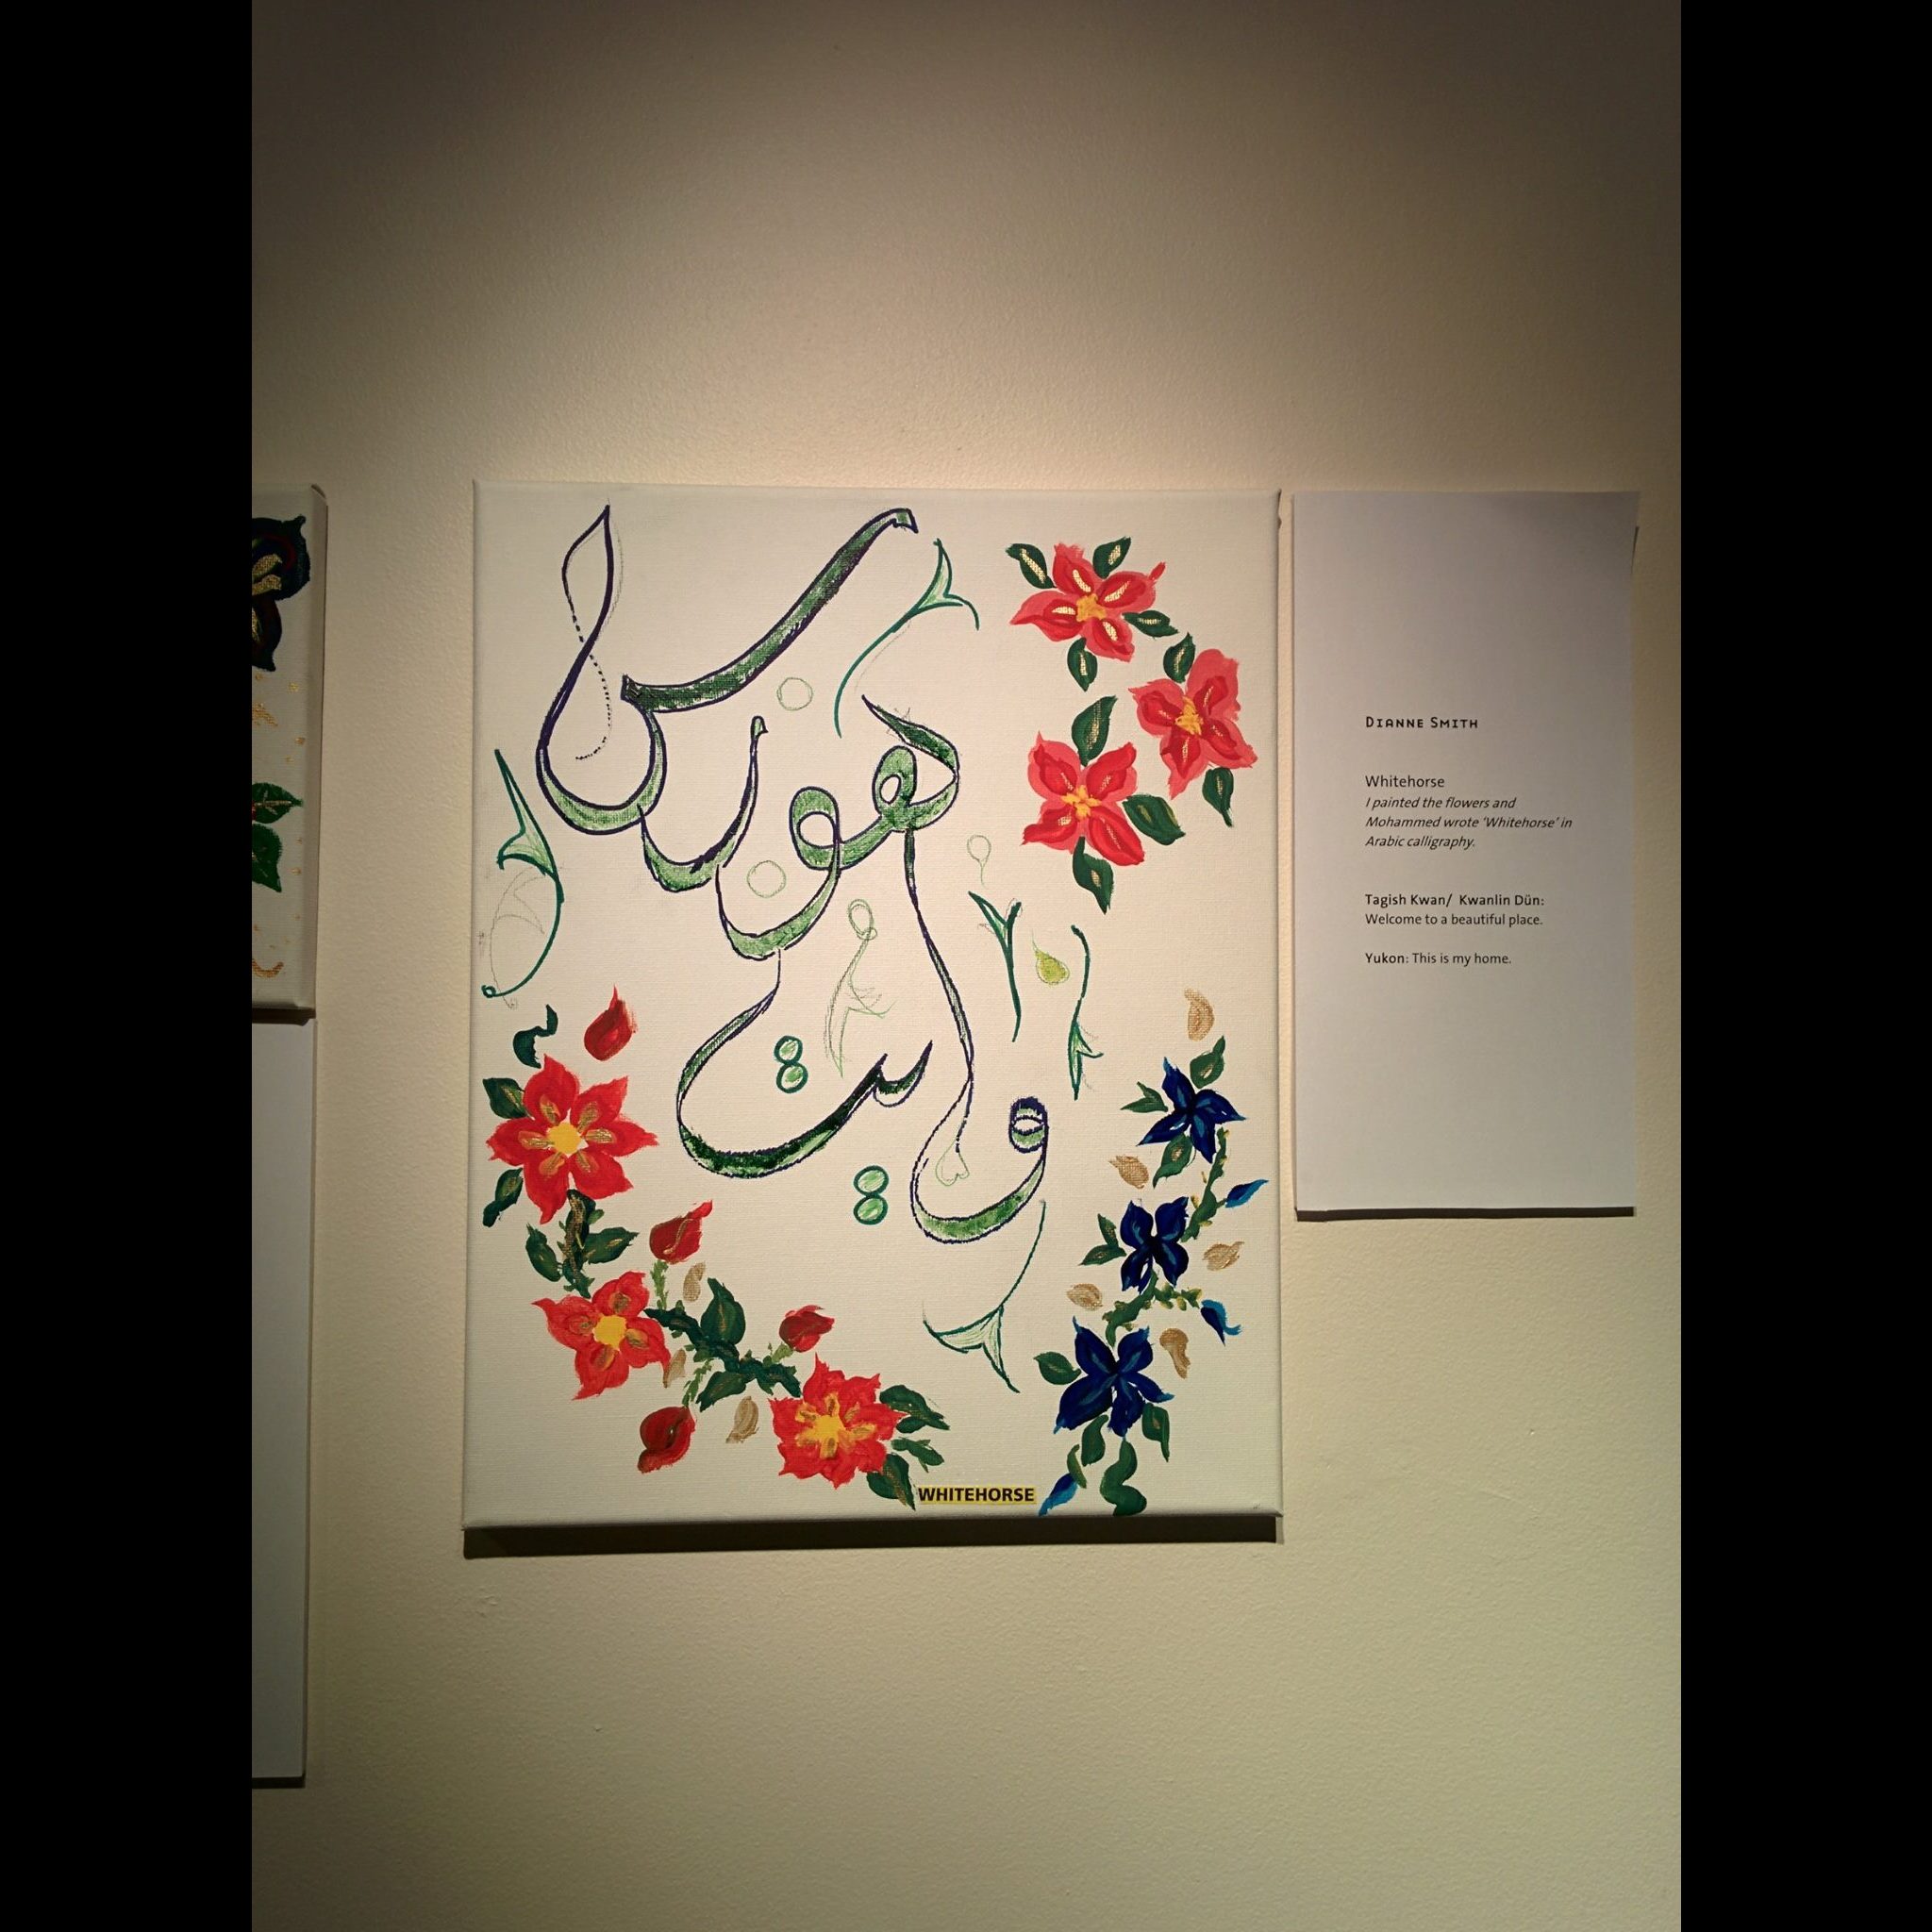 وايت
هورس
WHITEHORSE
DIANNE SMITH
Whitehorse
I painted the flowers and
Mohammed wrote ‘Whitehorse’ in
Arabic calligraphy.
Tagish Kwan/ Kwanlin Dün:
Welcome to a beautiful place.
Yukon: This is my home.